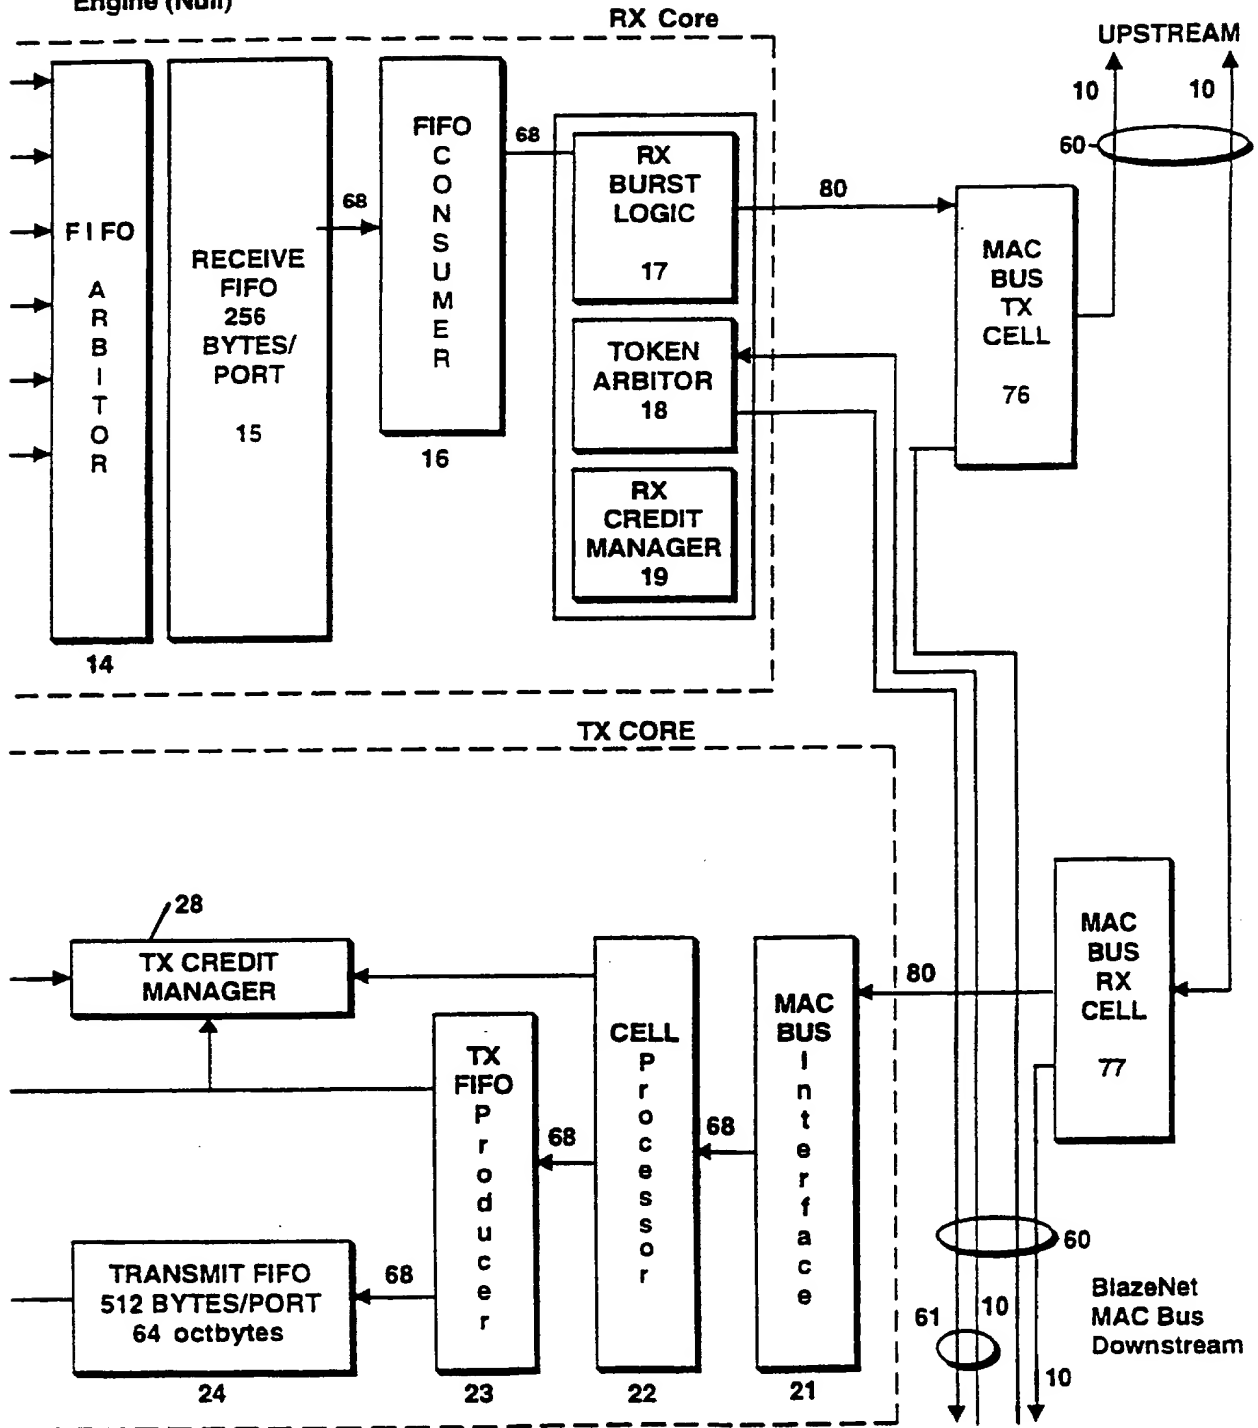 Engine (Null)
RX Core
UPSTREAM
10
10
60
FIFO
ARBITOR
14
RECEIVE
FIFO
256
BYTES/
PORT
15
68
FIFO
CONSUMER
16
68
RX
BURST
LOGIC
17
TOKEN
ARBITOR
18
RX
CREDIT
MANAGER
19
80
MAC
BUS
TX
CELL
76
TX CORE
28
TX CREDIT
MANAGER
TRANSMIT FIFO
512 BYTES/PORT
64 octbytes
24
68
TX
FIFO
Producer
23
68
CELL
Processor
22
68
MAC
BUS
Interface
21
80
MAC
BUS
RX
CELL
77
60
61
10
10
BlazeNet
MAC Bus
Downstream